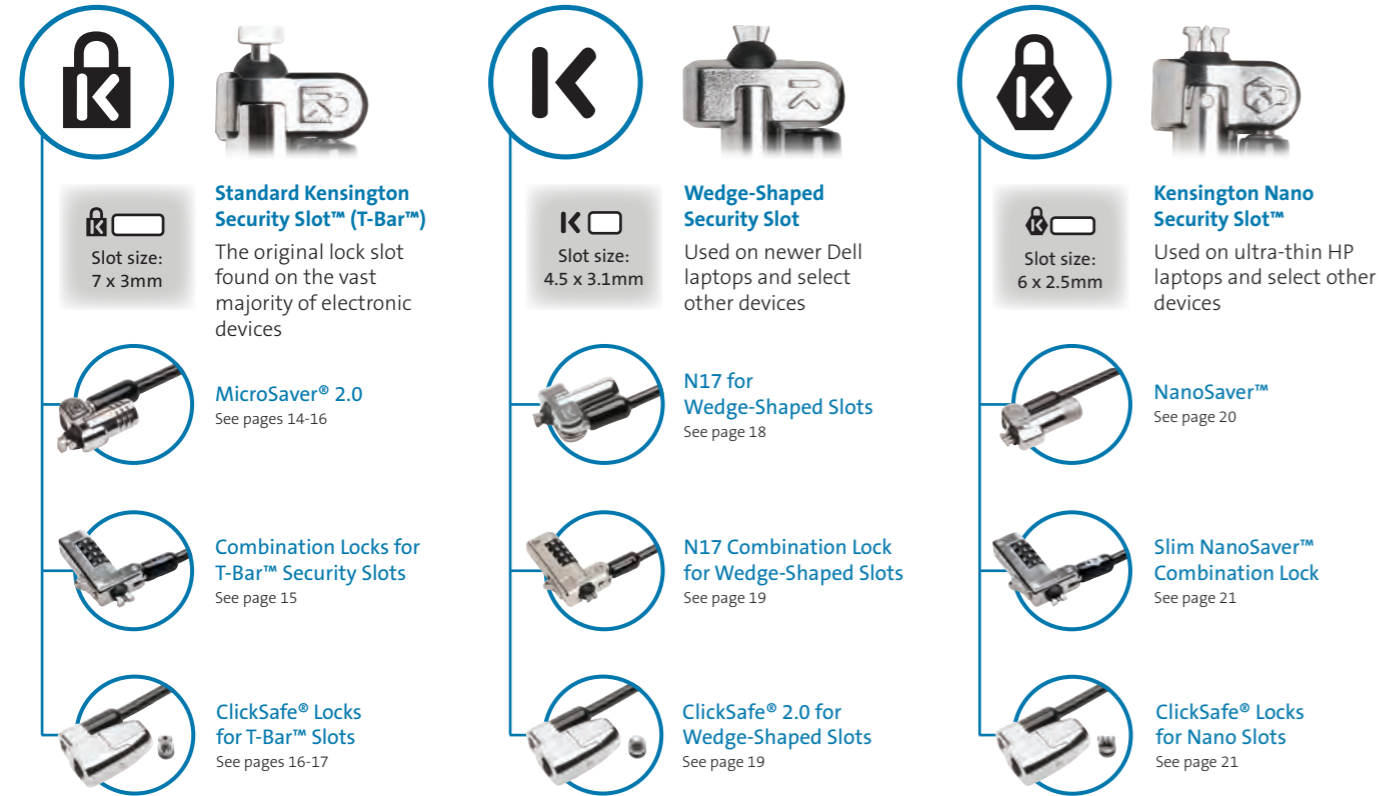 K
Standard Kensington
Security Slot™ (T-Bar™)
K
Slot size:
7 x 3mm
The original lock slot
found on the vast
majority of electronic
devices
MicroSaver® 2.0
See pages 14-16
Combination Locks for
T-Bar™ Security Slots
See page 15
ClickSafe® Locks
for T-Bar™ Slots
See pages 16-17
K
K
Wedge-Shaped
Security Slot
K
Slot size:
4.5 x 3.1mm
Used on newer Dell
laptops and select
other devices
N17 for
Wedge-Shaped Slots
See page 18
N17 Combination Lock
for Wedge-Shaped Slots
See page 19
ClickSafe® 2.0 for
Wedge-Shaped Slots
See page 19
K
Kensington Nano
Security Slot™
K
Slot size:
6 x 2.5mm
Used on ultra-thin HP
laptops and select other
devices
NanoSaver™
See page 20
Slim NanoSaver™
Combination Lock
See page 21
ClickSafe® Locks
for Nano Slots
See page 21